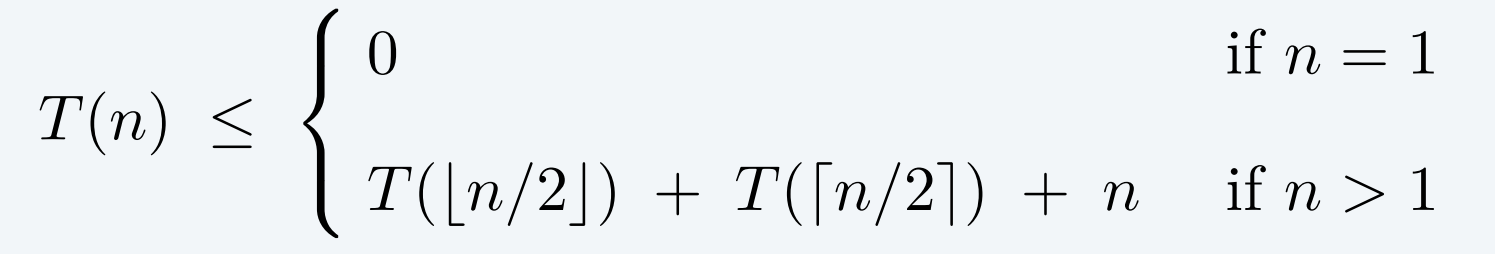 0 if n = 1
T(n) ≤ {
T(⌊n/2⌋) + T(⌈n/2⌉) + n if n > 1